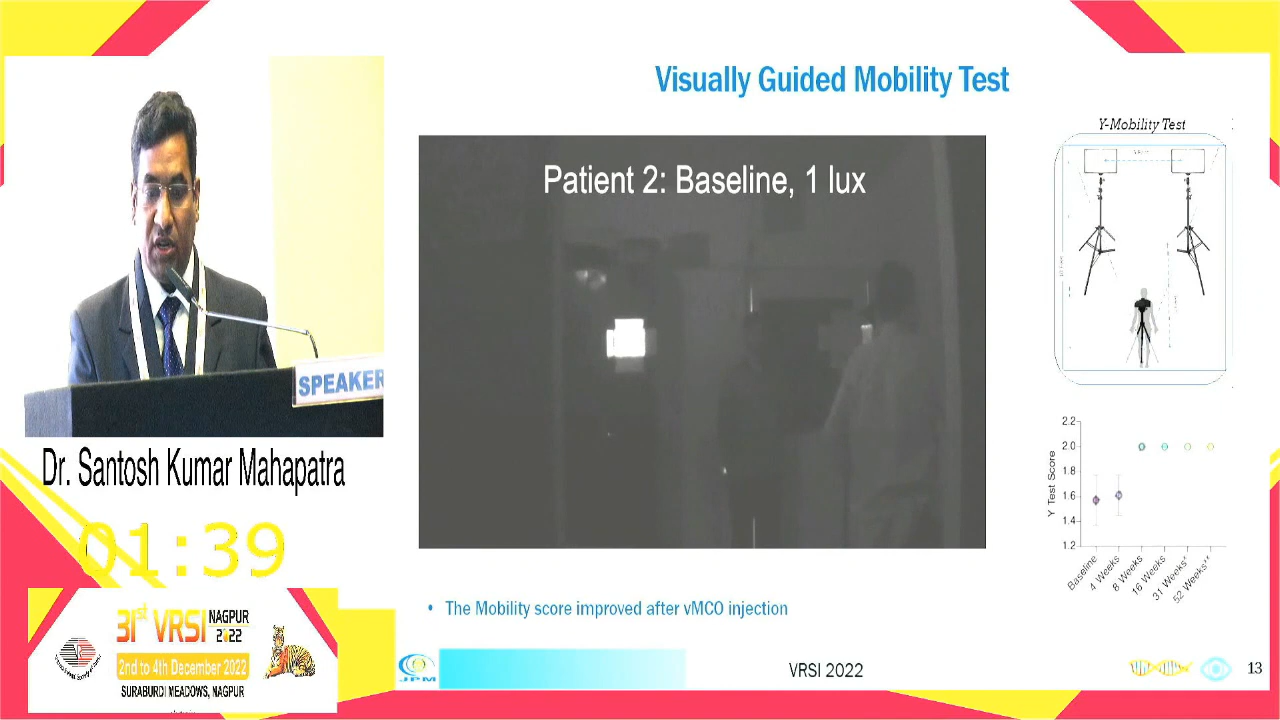 Visually Guided Mobility Test
Patient 2: Baseline, 1 lux
Y-Mobility Test
SPEAKER
Dr. Santosh Kumar Mahapatra
01:39
31st VRSI NAGPUR 2022
2nd to 4th December 2022
SURABURDI MEADOWS, NAGPUR
2.2
2.0
1.8
1.6
1.4
1.2
Y Test Score
Baseline
4 Weeks
8 Weeks
16 Weeks
31 Weeks*
52 Weeks**
• The Mobility score improved after vMCO injection
JPM
VRSI 2022
13